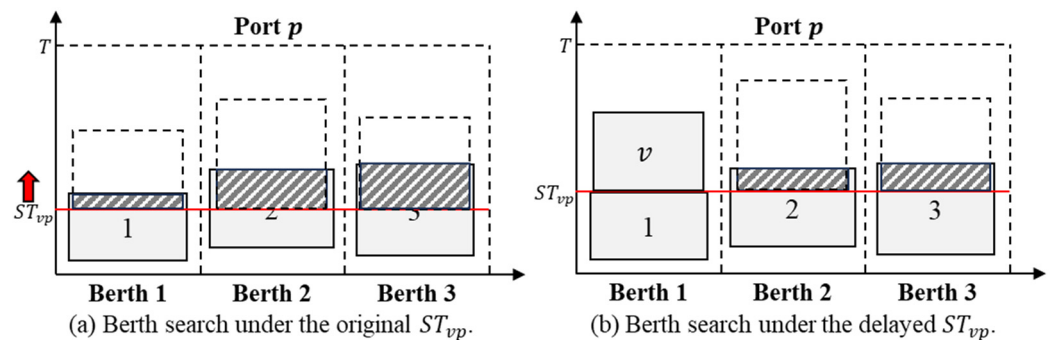 Port p
T
ST_vp
1
2
3
Berth 1 Berth 2 Berth 3
(a) Berth search under the original ST_vp.
Port p
T
v
ST_vp
1
2
3
Berth 1 Berth 2 Berth 3
(b) Berth search under the delayed ST_vp.